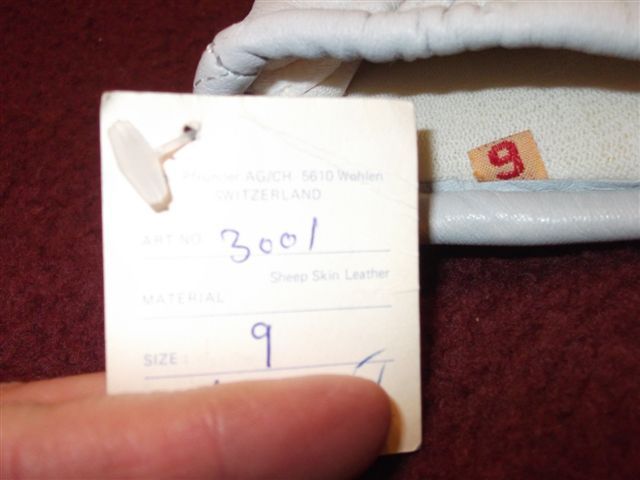 AG/CH 5610 Wohlen
SWITZERLAND
ART NO. 3001
Sheep Skin Leather
MATERIAL
SIZE : 9
9